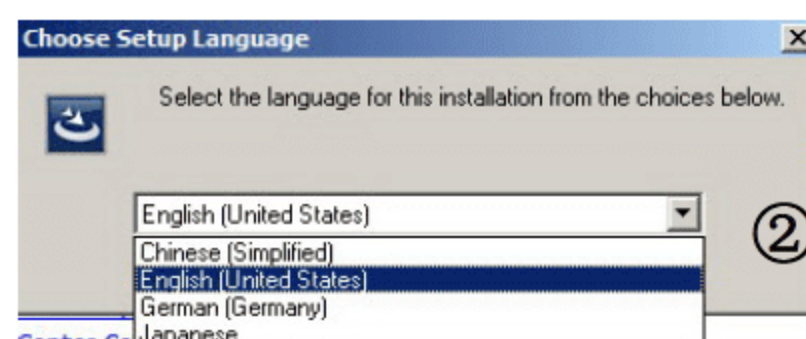 Choose Setup Language
Select the language for this installation from the choices below.
English (United States)
②
Chinese (Simplified)
English (United States)
German (Germany)
Japanese